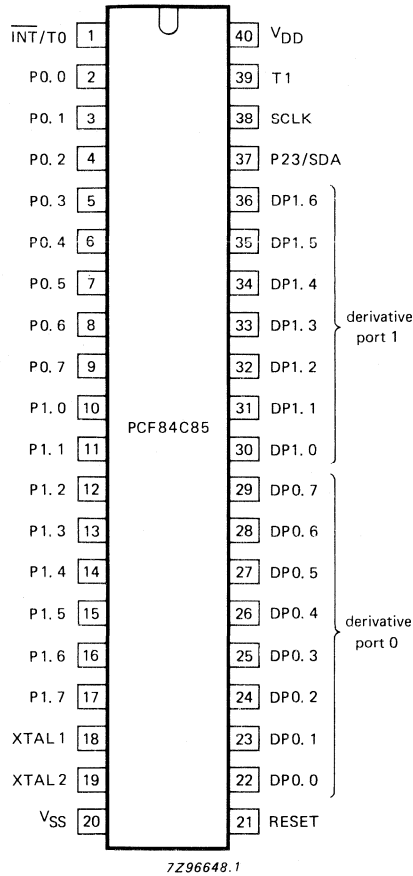 INT/T0 1 40 VDD
P0.0 2 39 T1
P0.1 3 38 SCLK
P0.2 4 37 P23/SDA
P0.3 5 36 DP1.6
P0.4 6 35 DP1.5
P0.5 7 34 DP1.4
P0.6 8 33 DP1.3
derivative
port 1
P0.7 9 32 DP1.2
P1.0 10 31 DP1.1
PCF84C85
P1.1 11 30 DP1.0
P1.2 12 29 DP0.7
P1.3 13 28 DP0.6
P1.4 14 27 DP0.5
P1.5 15 26 DP0.4
derivative
port 0
P1.6 16 25 DP0.3
P1.7 17 24 DP0.2
XTAL1 18 23 DP0.1
XTAL2 19 22 DP0.0
VSS 20 21 RESET
7Z96648.1